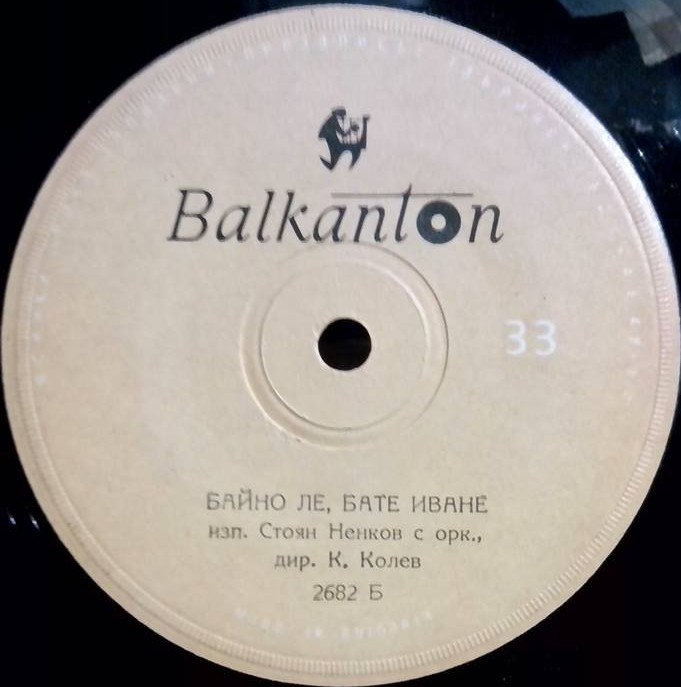 Balkanton
33
БАЙНО ЛЕ, БАТЕ ИВАНЕ
изп. Стоян Ненков с орк.,
дир. К. Колев
2682 Б